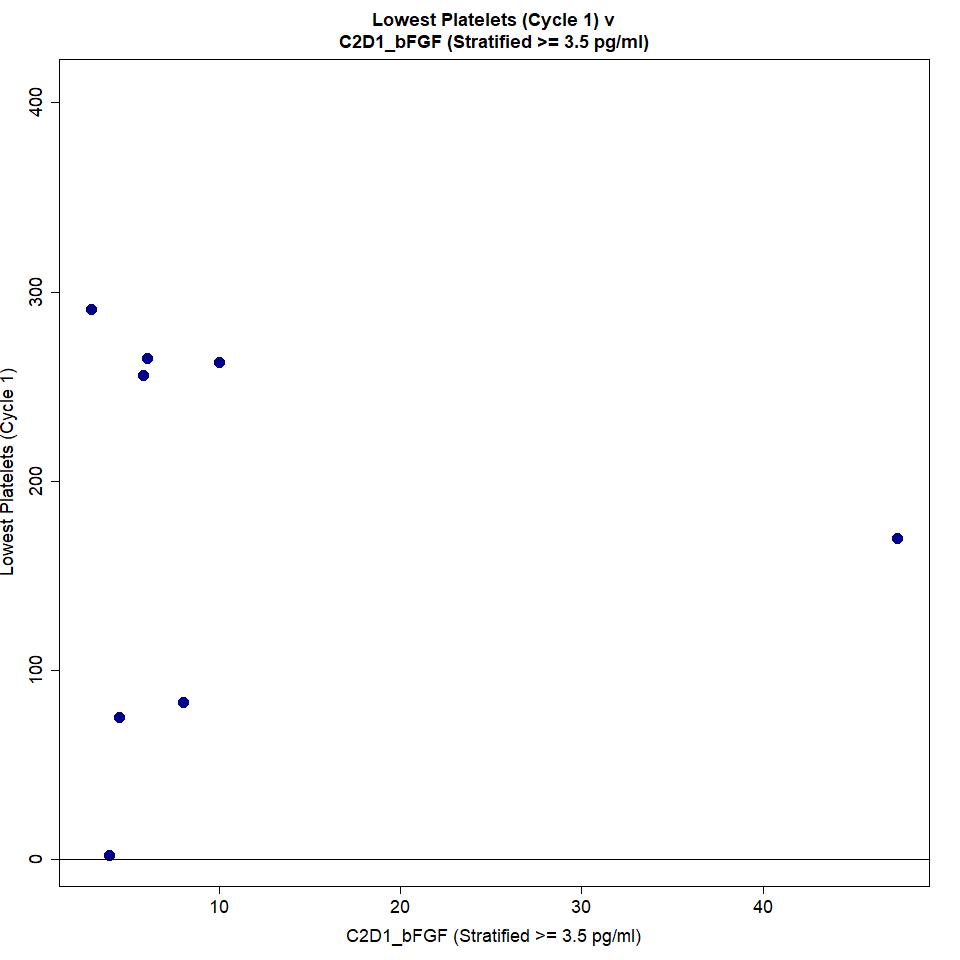 Lowest Platelets (Cycle 1) v
C2D1_bFGF (Stratified >= 3.5 pg/ml)
Lowest Platelets (Cycle 1)
400
300
200
100
0
10 20 30 40
C2D1_bFGF (Stratified >= 3.5 pg/ml)